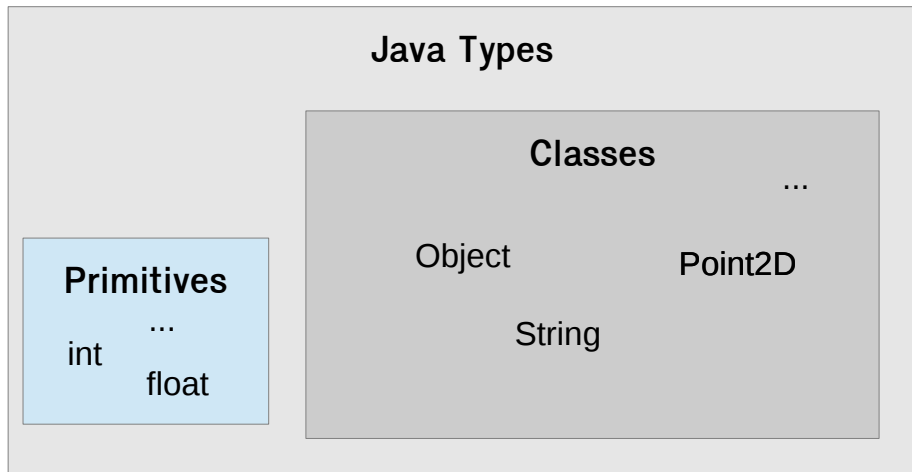 Java Types
Classes
...
Object
Point2D
String
Primitives
...
int
float